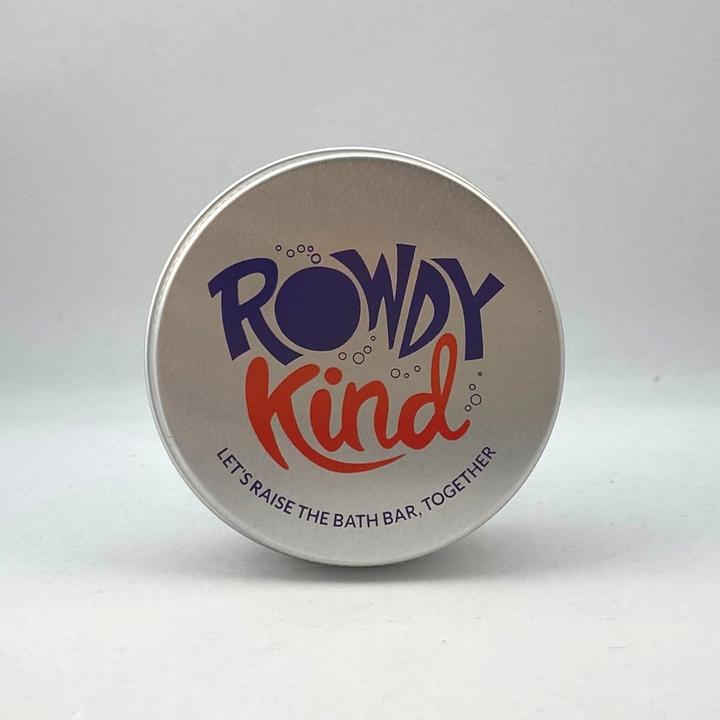 ROWDY
Kind
LET'S RAISE THE BATH BAR, TOGETHER